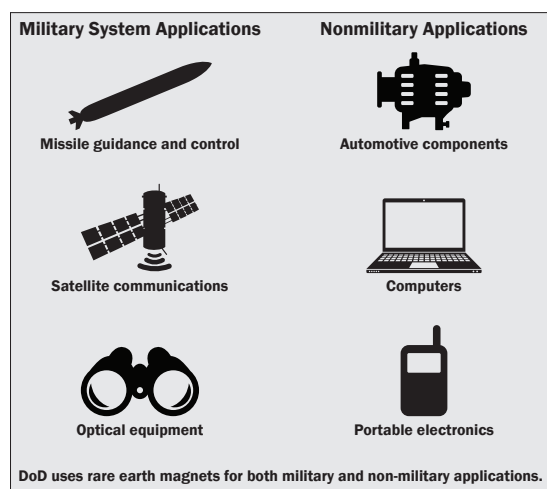 Military System Applications
Nonmilitary Applications
Missile guidance and control
Automotive components
Satellite communications
Computers
Optical equipment
Portable electronics
DoD uses rare earth magnets for both military and non-military applications.